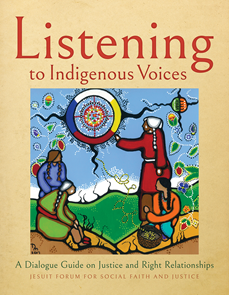 Listening
to Indigenous Voices
A Dialogue Guide on Justice and Right Relationships
JESUIT FORUM FOR SOCIAL FAITH AND JUSTICE